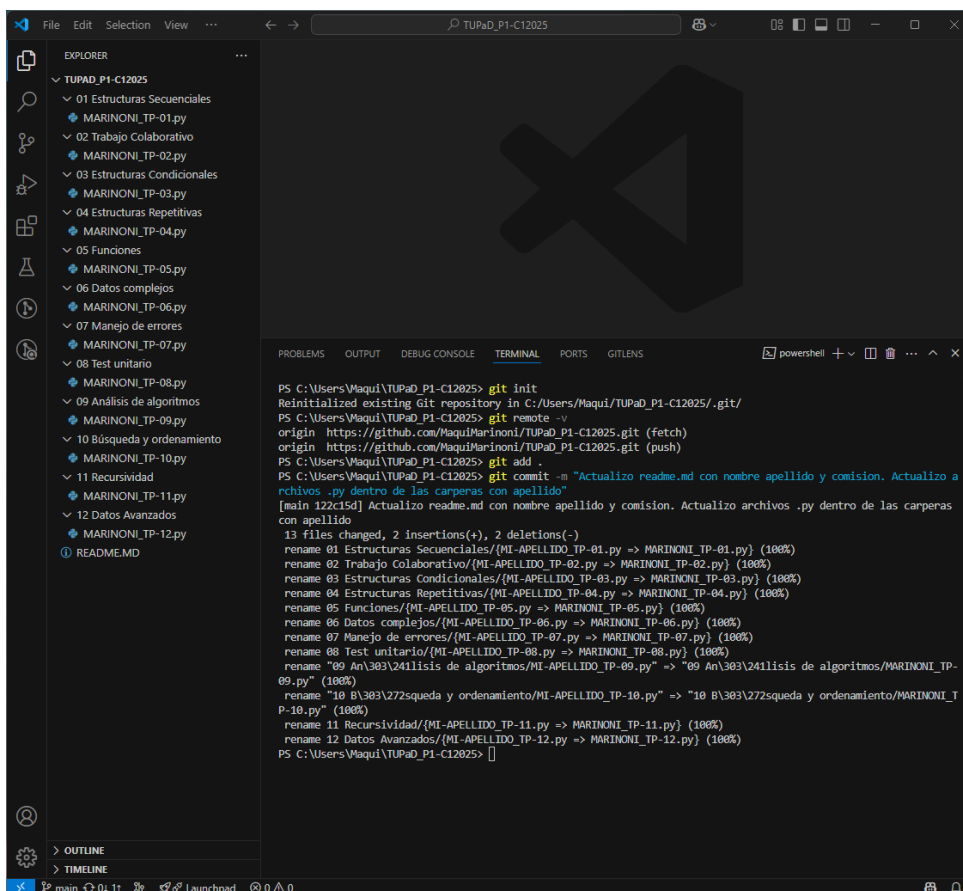 File Edit Selection View ···
TUPaD_P1-C12025
EXPLORER ···
TUPAD_P1-C12025
01 Estructuras Secuenciales
MARINONI_TP-01.py
02 Trabajo Colaborativo
MARINONI_TP-02.py
03 Estructuras Condicionales
MARINONI_TP-03.py
04 Estructuras Repetitivas
MARINONI_TP-04.py
05 Funciones
MARINONI_TP-05.py
06 Datos complejos
MARINONI_TP-06.py
07 Manejo de errores
MARINONI_TP-07.py
08 Test unitario
MARINONI_TP-08.py
09 Análisis de algoritmos
MARINONI_TP-09.py
10 Búsqueda y ordenamiento
MARINONI_TP-10.py
11 Recursividad
MARINONI_TP-11.py
12 Datos Avanzados
MARINONI_TP-12.py
README.MD
PROBLEMS OUTPUT DEBUG CONSOLE TERMINAL PORTS GITLENS powershell
PS C:\Users\Maqui\TUPaD_P1-C12025> git init
Reinitialized existing Git repository in C:/Users/Maqui/TUPaD_P1-C12025/.git/
PS C:\Users\Maqui\TUPaD_P1-C12025> git remote -v
origin https://github.com/MaquiMarinoni/TUPaD_P1-C12025.git (fetch)
origin https://github.com/MaquiMarinoni/TUPaD_P1-C12025.git (push)
PS C:\Users\Maqui\TUPaD_P1-C12025> git add .
PS C:\Users\Maqui\TUPaD_P1-C12025> git commit -m "Actualizo readme.md con nombre apellido y comision. Actualizo a
rchivos .py dentro de las carperas con apellido"
[main 122c15d] Actualizo readme.md con nombre apellido y comision. Actualizo archivos .py dentro de las carperas
con apellido
13 files changed, 2 insertions(+), 2 deletions(-)
rename 01 Estructuras Secuenciales/{MI-APELLIDO_TP-01.py => MARINONI_TP-01.py} (100%)
rename 02 Trabajo Colaborativo/{MI-APELLIDO_TP-02.py => MARINONI_TP-02.py} (100%)
rename 03 Estructuras Condicionales/{MI-APELLIDO_TP-03.py => MARINONI_TP-03.py} (100%)
rename 04 Estructuras Repetitivas/{MI-APELLIDO_TP-04.py => MARINONI_TP-04.py} (100%)
rename 05 Funciones/{MI-APELLIDO_TP-05.py => MARINONI_TP-05.py} (100%)
rename 06 Datos complejos/{MI-APELLIDO_TP-06.py => MARINONI_TP-06.py} (100%)
rename 07 Manejo de errores/{MI-APELLIDO_TP-07.py => MARINONI_TP-07.py} (100%)
rename 08 Test unitario/{MI-APELLIDO_TP-08.py => MARINONI_TP-08.py} (100%)
rename "09 An\303\241lisis de algoritmos/MI-APELLIDO_TP-09.py" => "09 An\303\241lisis de algoritmos/MARINONI_TP-
09.py" (100%)
rename "10 B\303\272squeda y ordenamiento/MI-APELLIDO_TP-10.py" => "10 B\303\272squeda y ordenamiento/MARINONI_T
P-10.py" (100%)
rename 11 Recursividad/{MI-APELLIDO_TP-11.py => MARINONI_TP-11.py} (100%)
rename 12 Datos Avanzados/{MI-APELLIDO_TP-12.py => MARINONI_TP-12.py} (100%)
PS C:\Users\Maqui\TUPaD_P1-C12025>
OUTLINE
TIMELINE
main 0↓ 1↑ Launchpad 0 0